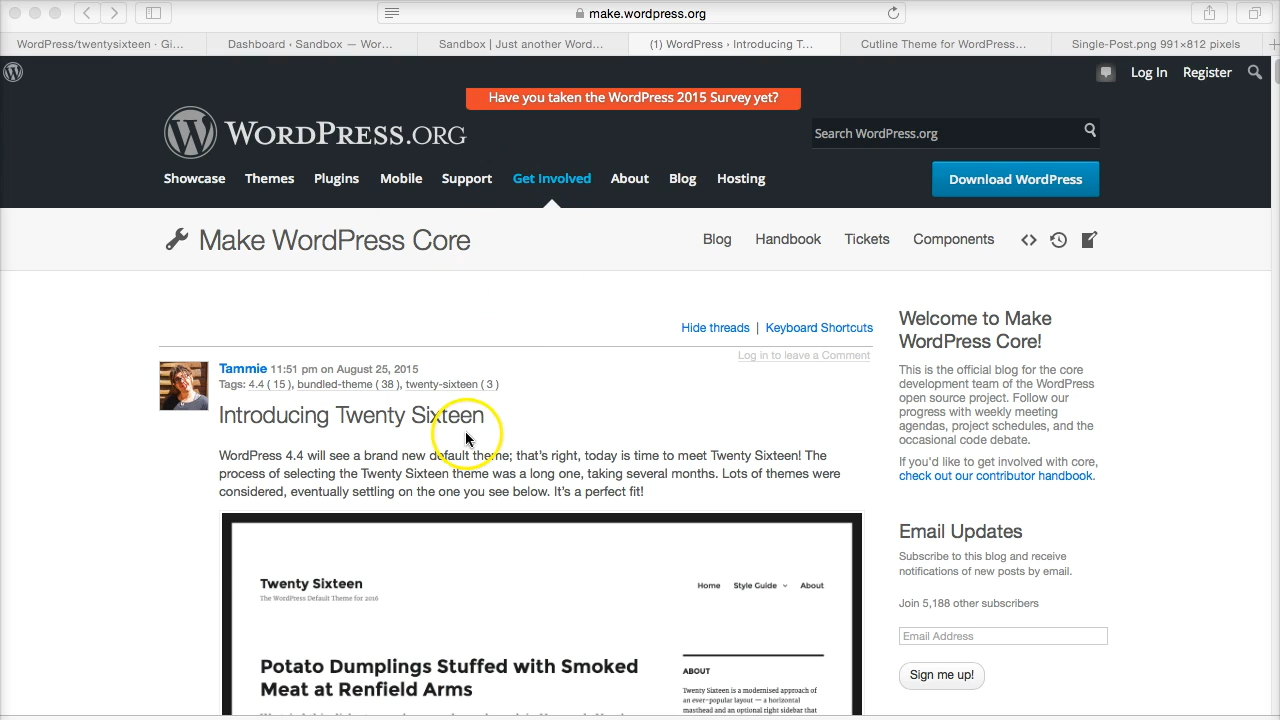 make.wordpress.org
WordPress/twentysixteen · Gi...
Dashboard ‹ Sandbox — Wor...
Sandbox | Just another Word...
(1) WordPress › Introducing T...
Cutline Theme for WordPress...
Single-Post.png 991×812 pixels
Log In
Register
Have you taken the WordPress 2015 Survey yet?
WORDPRESS.ORG
Search WordPress.org
Showcase
Themes
Plugins
Mobile
Support
Get Involved
About
Blog
Hosting
Download WordPress
Make WordPress Core
Blog
Handbook
Tickets
Components
Hide threads | Keyboard Shortcuts
Log in to leave a Comment
Tammie 11:51 pm on August 25, 2015
Tags: 4.4 ( 15 ), bundled-theme ( 38 ), twenty-sixteen ( 3 )
Introducing Twenty Sixteen
WordPress 4.4 will see a brand new default theme; that's right, today is time to meet Twenty Sixteen! The
process of selecting the Twenty Sixteen theme was a long one, taking several months. Lots of themes were
considered, eventually settling on the one you see below. It's a perfect fit!
Twenty Sixteen
The WordPress Default Theme for 2016
Home
Style Guide
About
Potato Dumplings Stuffed with Smoked
Meat at Renfield Arms
ABOUT
Twenty Sixteen is a modernised approach of
an ever-popular layout — a horizontal
masthead and an optional right sidebar that
Welcome to Make
WordPress Core!
This is the official blog for the core
development team of the WordPress
open source project. Follow our
progress with weekly meeting
agendas, project schedules, and the
occasional code debate.
If you'd like to get involved with core,
check out our contributor handbook.
Email Updates
Subscribe to this blog and receive
notifications of new posts by email.
Join 5,188 other subscribers
Email Address
Sign me up!